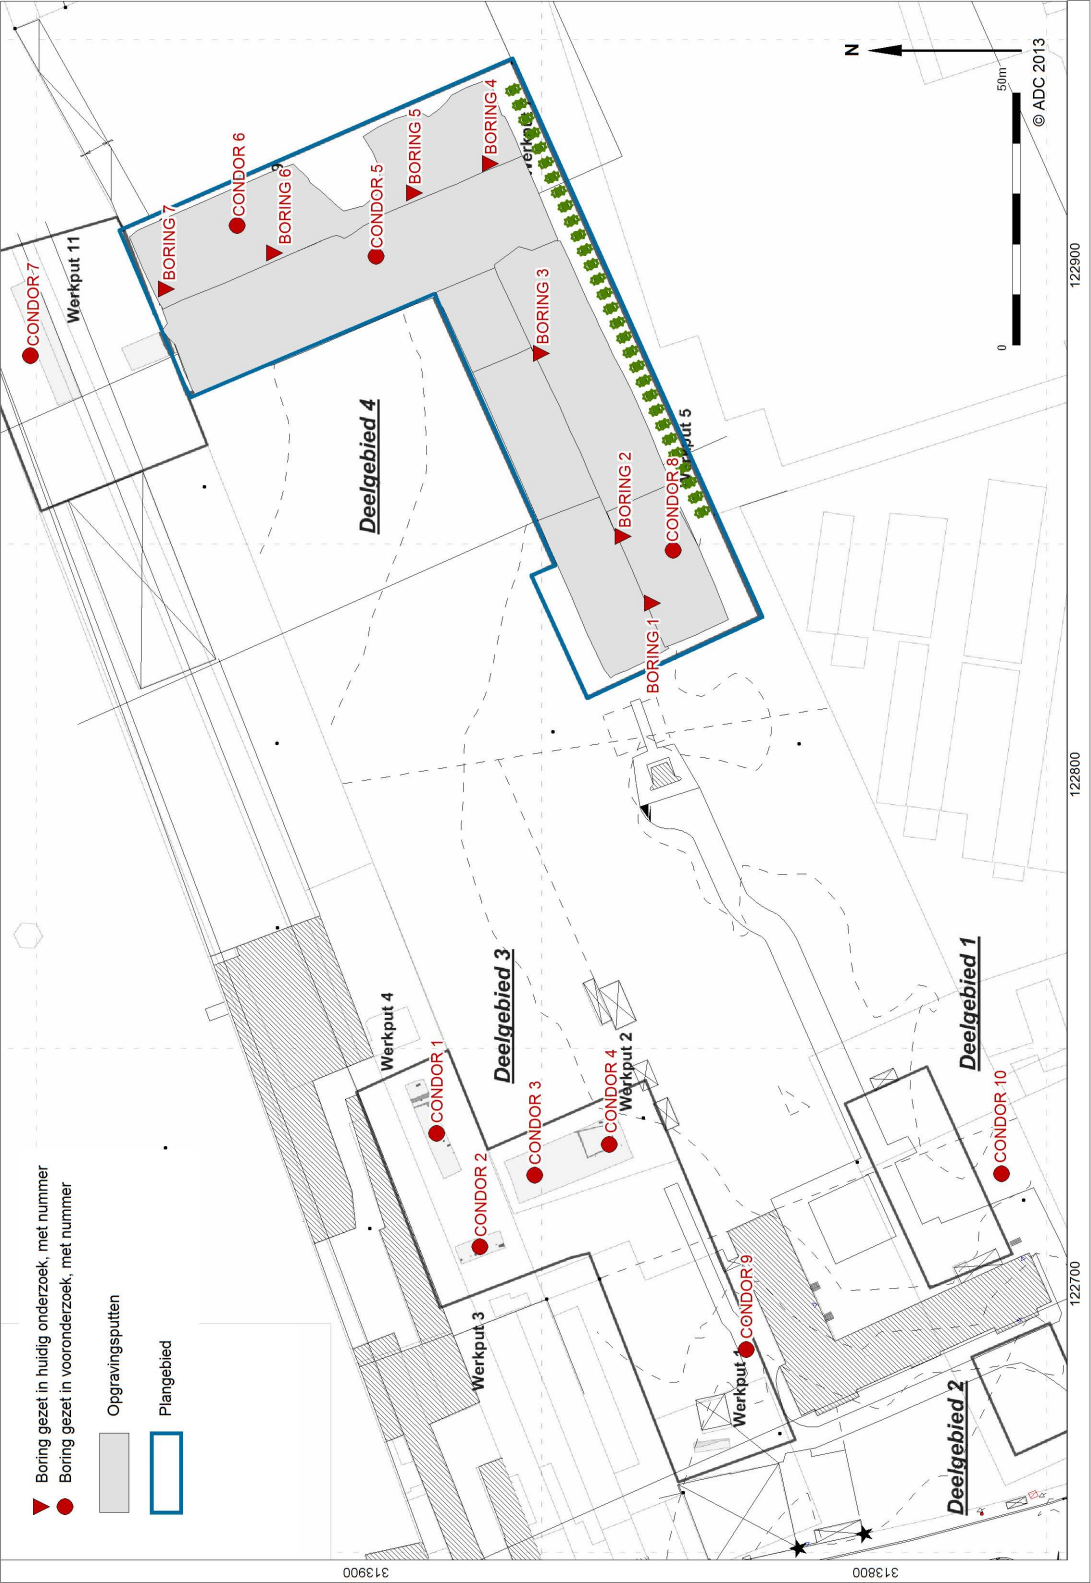 Boring gezet in huidig onderzoek, met nummer
Boring gezet in vooronderzoek, met nummer
Opgravingsputten
Plangebied
N
0
50m
© ADC 2013
CONDOR 7
Werkput 11
BORING 7
CONDOR 6
9
BORING 6
CONDOR 5
BORING 5
BORING 4
BORING 3
Deelgebied 4
Werkput 5
BORING 2
CONDOR 8
BORING 1
Werkput 4
Deelgebied 3
CONDOR 1
CONDOR 2
CONDOR 3
CONDOR 4
Werkput 2
Werkput 3
CONDOR 9
Werkput 1
Deelgebied 1
CONDOR 10
Deelgebied 2
122700
122800
122900
313900
313800